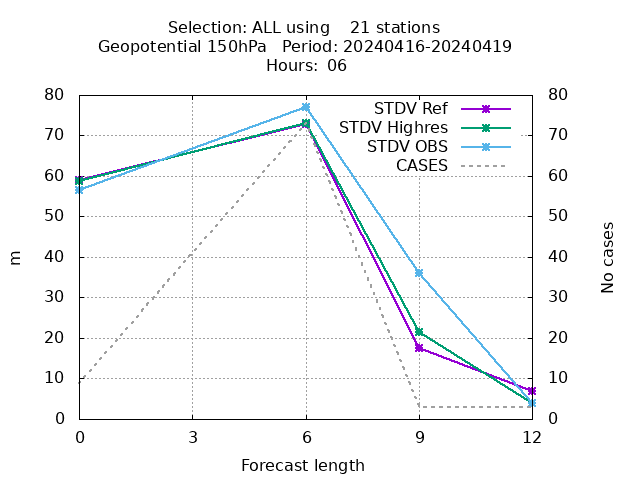 Selection: ALL using 21 stations
Geopotential 150hPa Period: 20240416-20240419
Hours: 06
80 80
STDV Ref
70 70
STDV Highres
STDV OBS
60 60
CASES
50 50
40 40
30 30
20 20
10 10
0 0
m
No cases
0 3 6 9 12
Forecast length